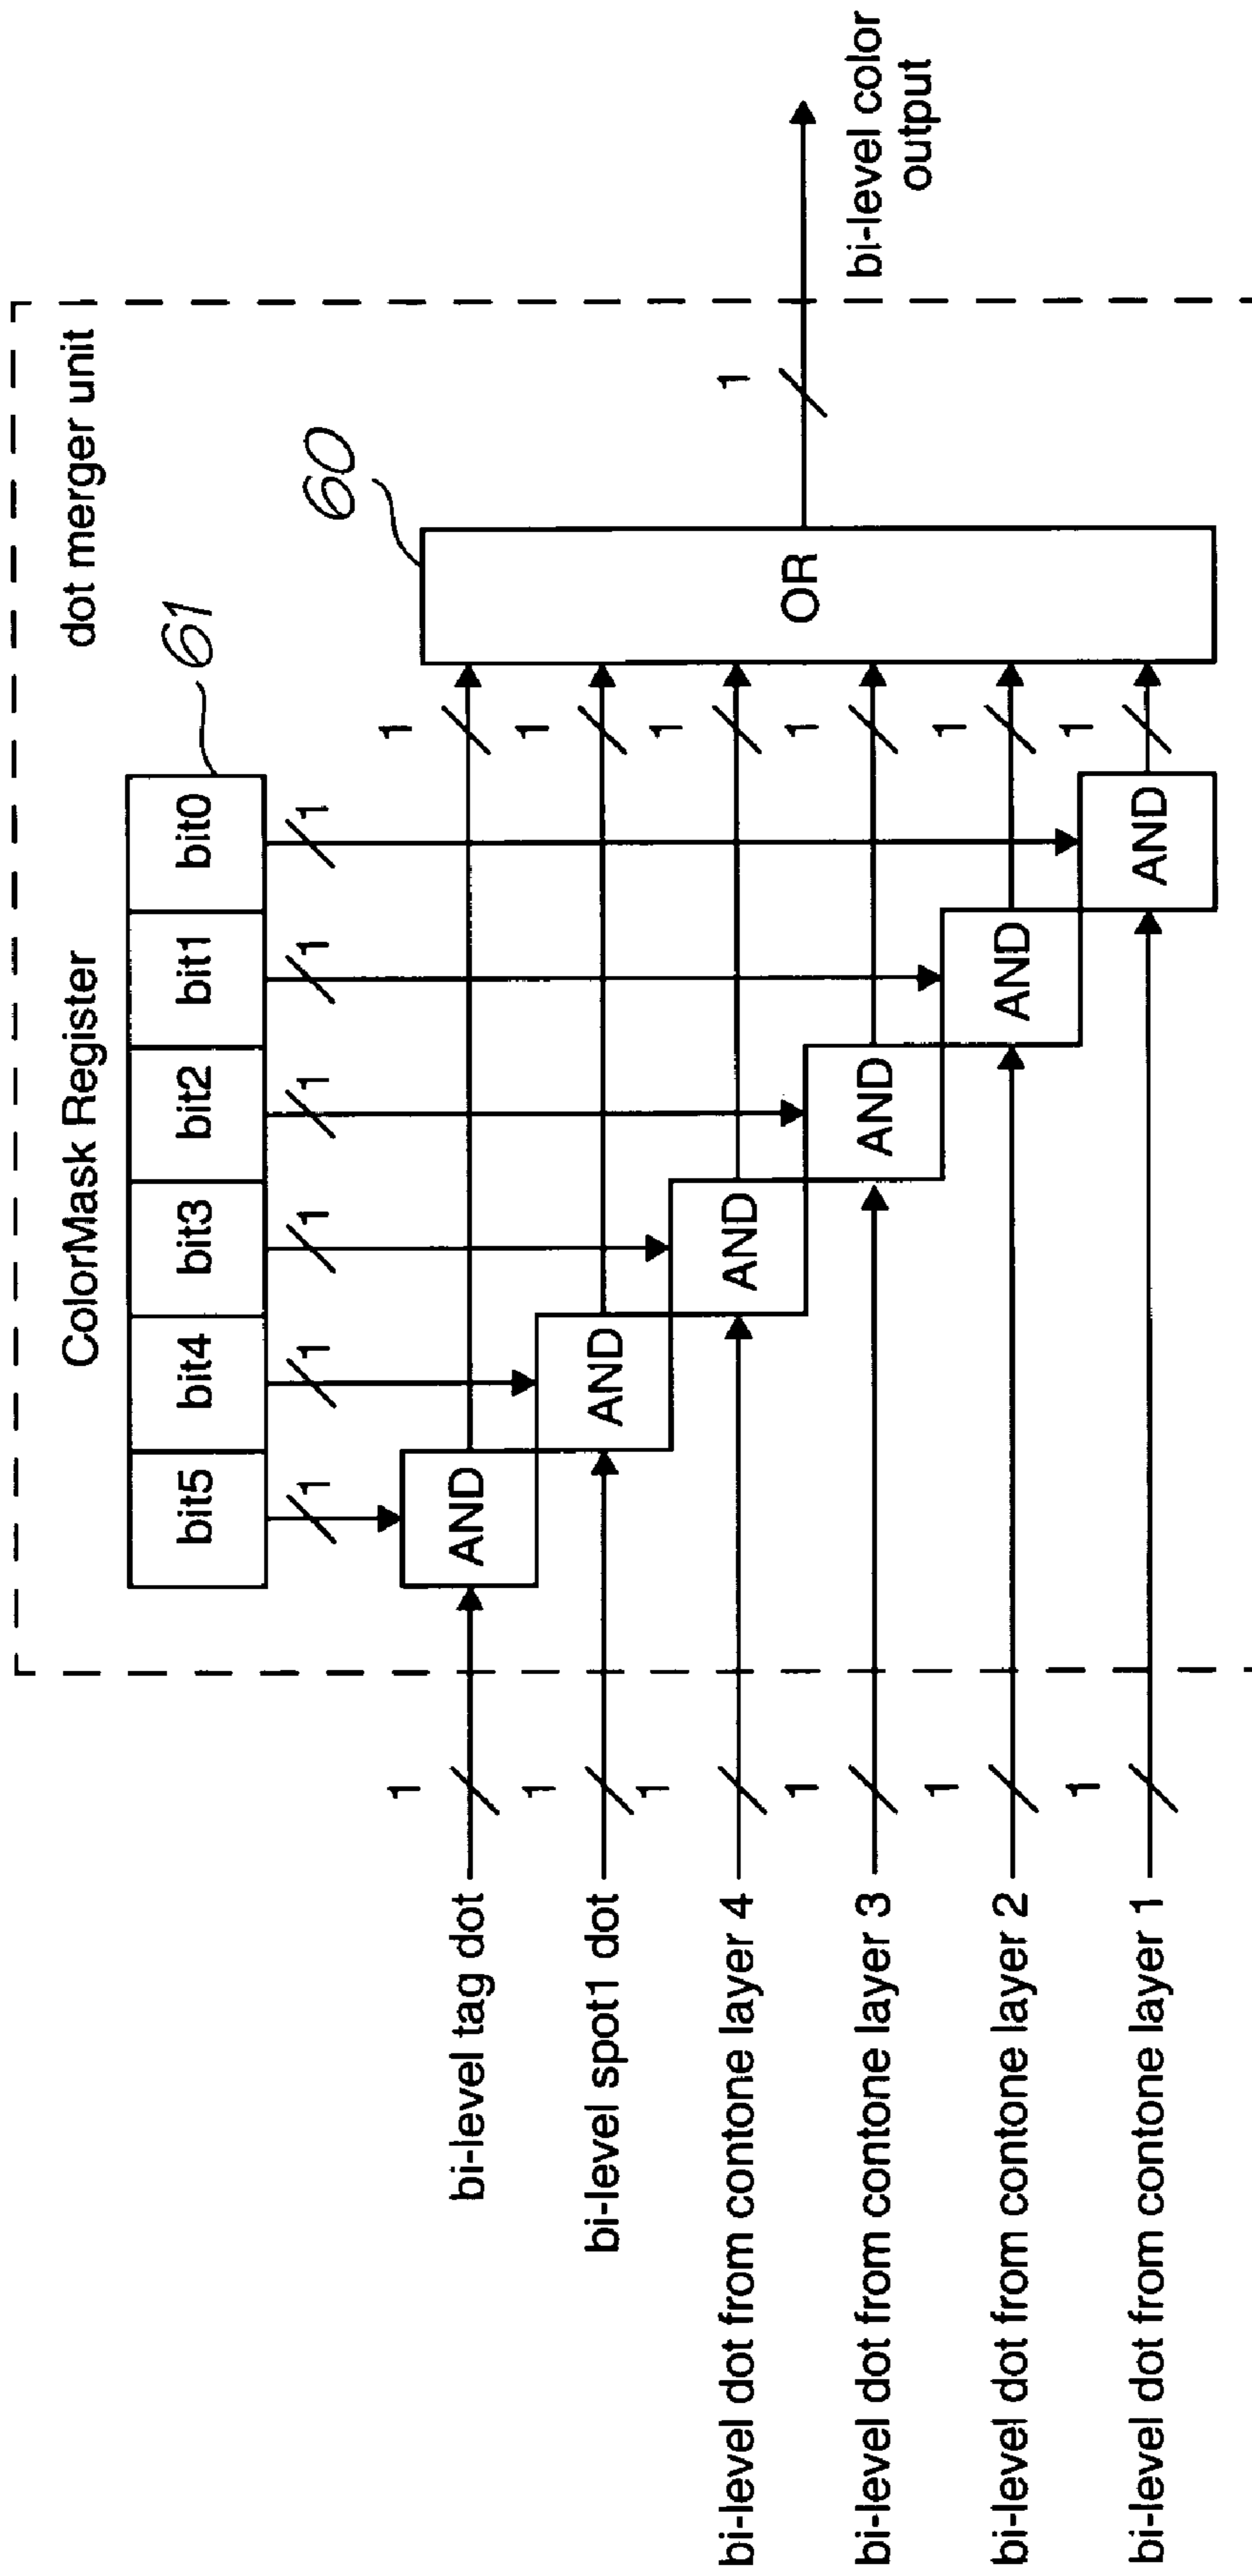 ColorMask Register
dot merger unit
bit5 bit4 bit3 bit2 bit1 bit0
61
1 1 1 1 1 1
60
bi-level tag dot
1
AND
1
bi-level spot1 dot
1
AND
1
bi-level dot from contone layer 4
1
AND
1
bi-level dot from contone layer 3
1
AND
1
bi-level dot from contone layer 2
1
AND
1
bi-level dot from contone layer 1
1
AND
1
OR
1
bi-level color
output